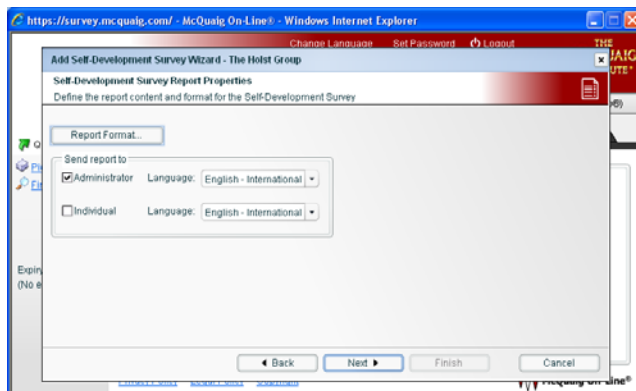 https://survey.mcquaig.com/ - McQuaig On-Line® - Windows Internet Explorer
Change Language Set Password Logout
THE
Add Self-Development Survey Wizard - The Holst Group
Self-Development Survey Report Properties
Define the report content and format for the Self-Development Survey
Report Format...
Send report to
Administrator Language: English - International
Individual Language: English - International
(No e
Back Next Finish Cancel